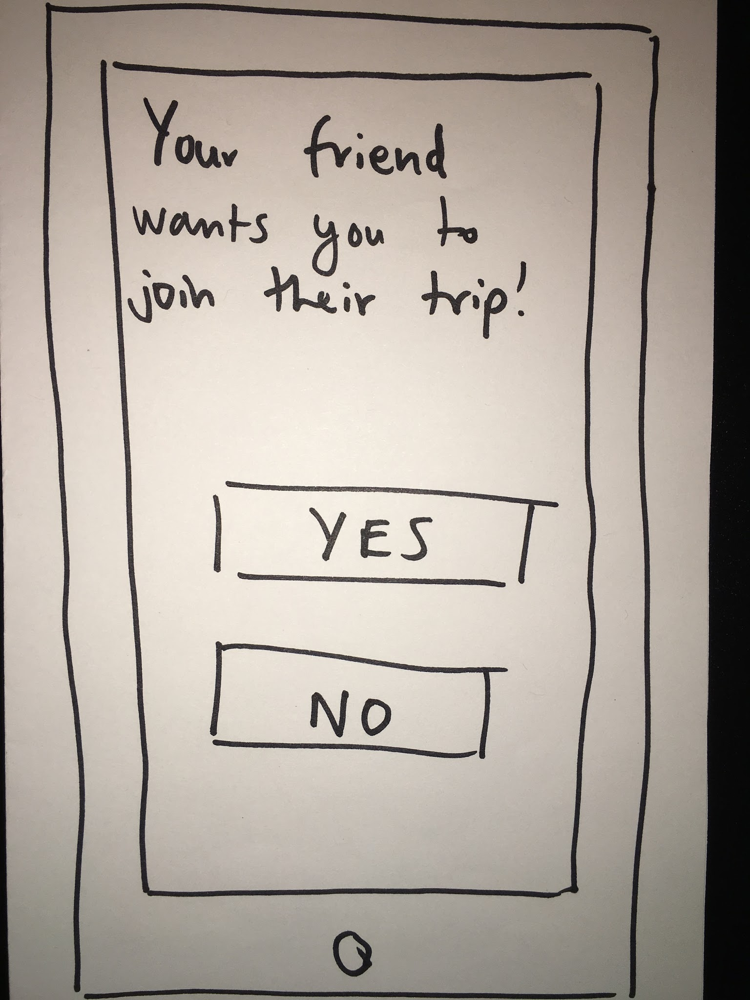 Your friend
wants you to
join their trip!
YES
NO